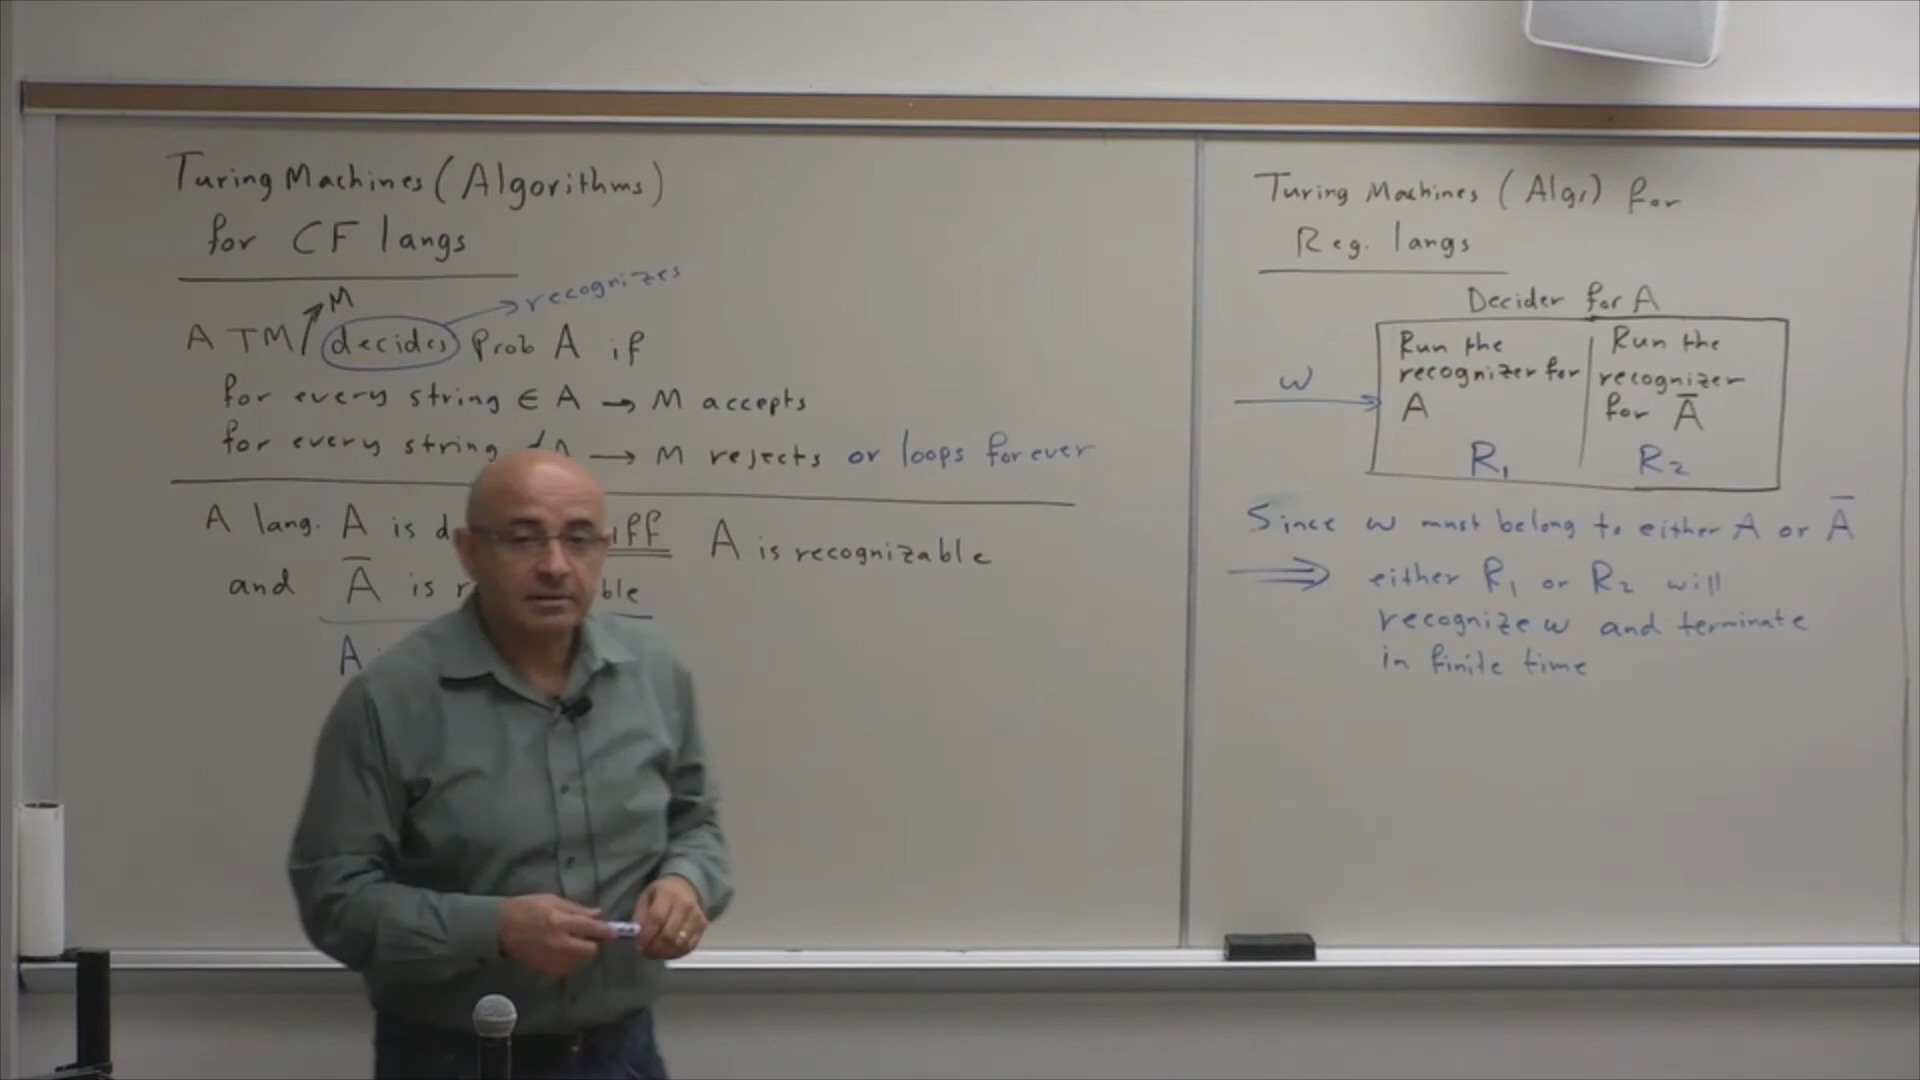 Turing Machines (Algorithms)
for CF langs
M
recognizes
A TM decides Prob A if
for every string ∈ A → M accepts
for every string → M rejects or loops forever
A lang. A is iff A is recognizable
and Ā is
A
Turing Machines (Algs) for
Reg. langs
Decider for A
w
Run the
recognizer for
A
R₁
Run the
recognizer
for Ā
R₂
Since w must belong to either A or Ā
⟹ either R₁ or R₂ will
recognize w and terminate
in finite time